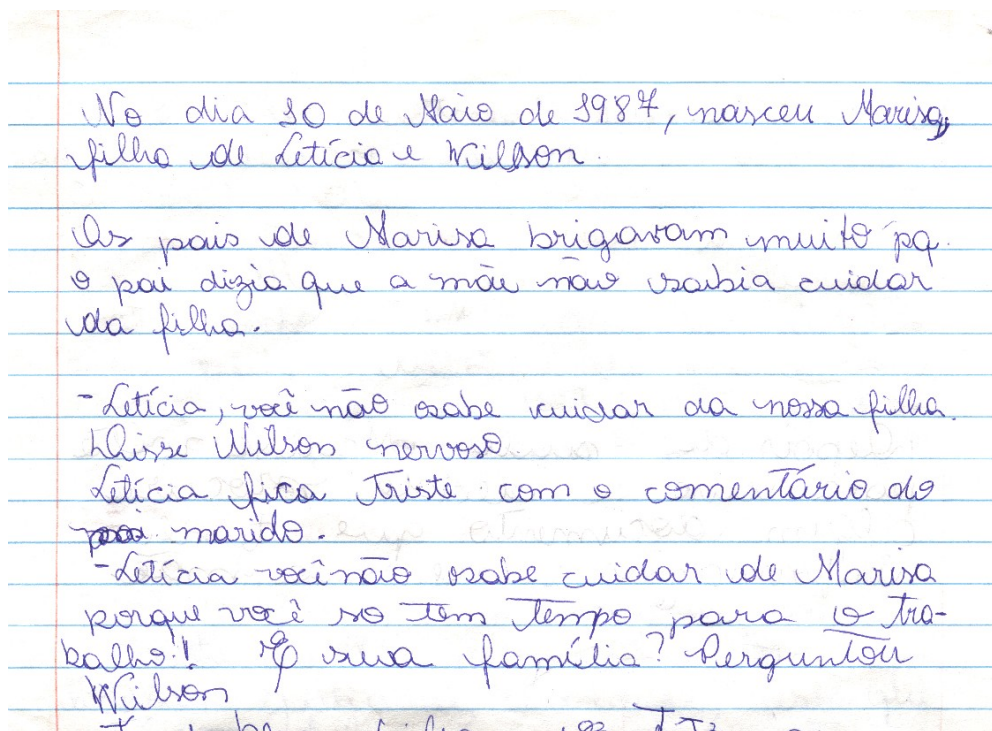 No dia 10 de Maio de 1987, nasceu Marisa,
filha de Letícia e Wilson.
Os pais de Marisa brigavam muito pq
o pai dizia que a mãe não sabia cuidar
da filha.
- Letícia, você não sabe cuidar da nossa filha.
Disse Wilson nervoso
Letícia fica triste com o comentário do
marido.
- Letícia você não sabe cuidar de Marisa
porque você so tem tempo para o tra-
balho! E sua família? Perguntou
Wilson